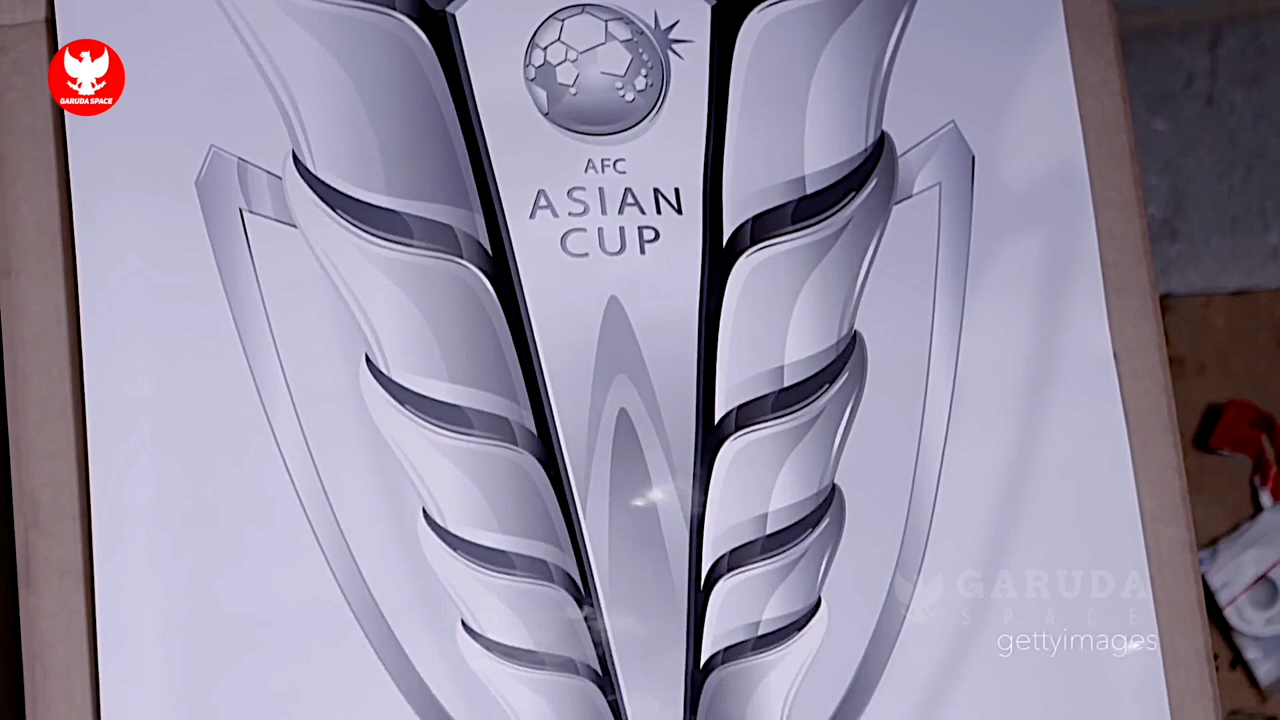 GARUDA SPACE
AFC
ASIAN
CUP
GARUDA
SPACE
gettyimages